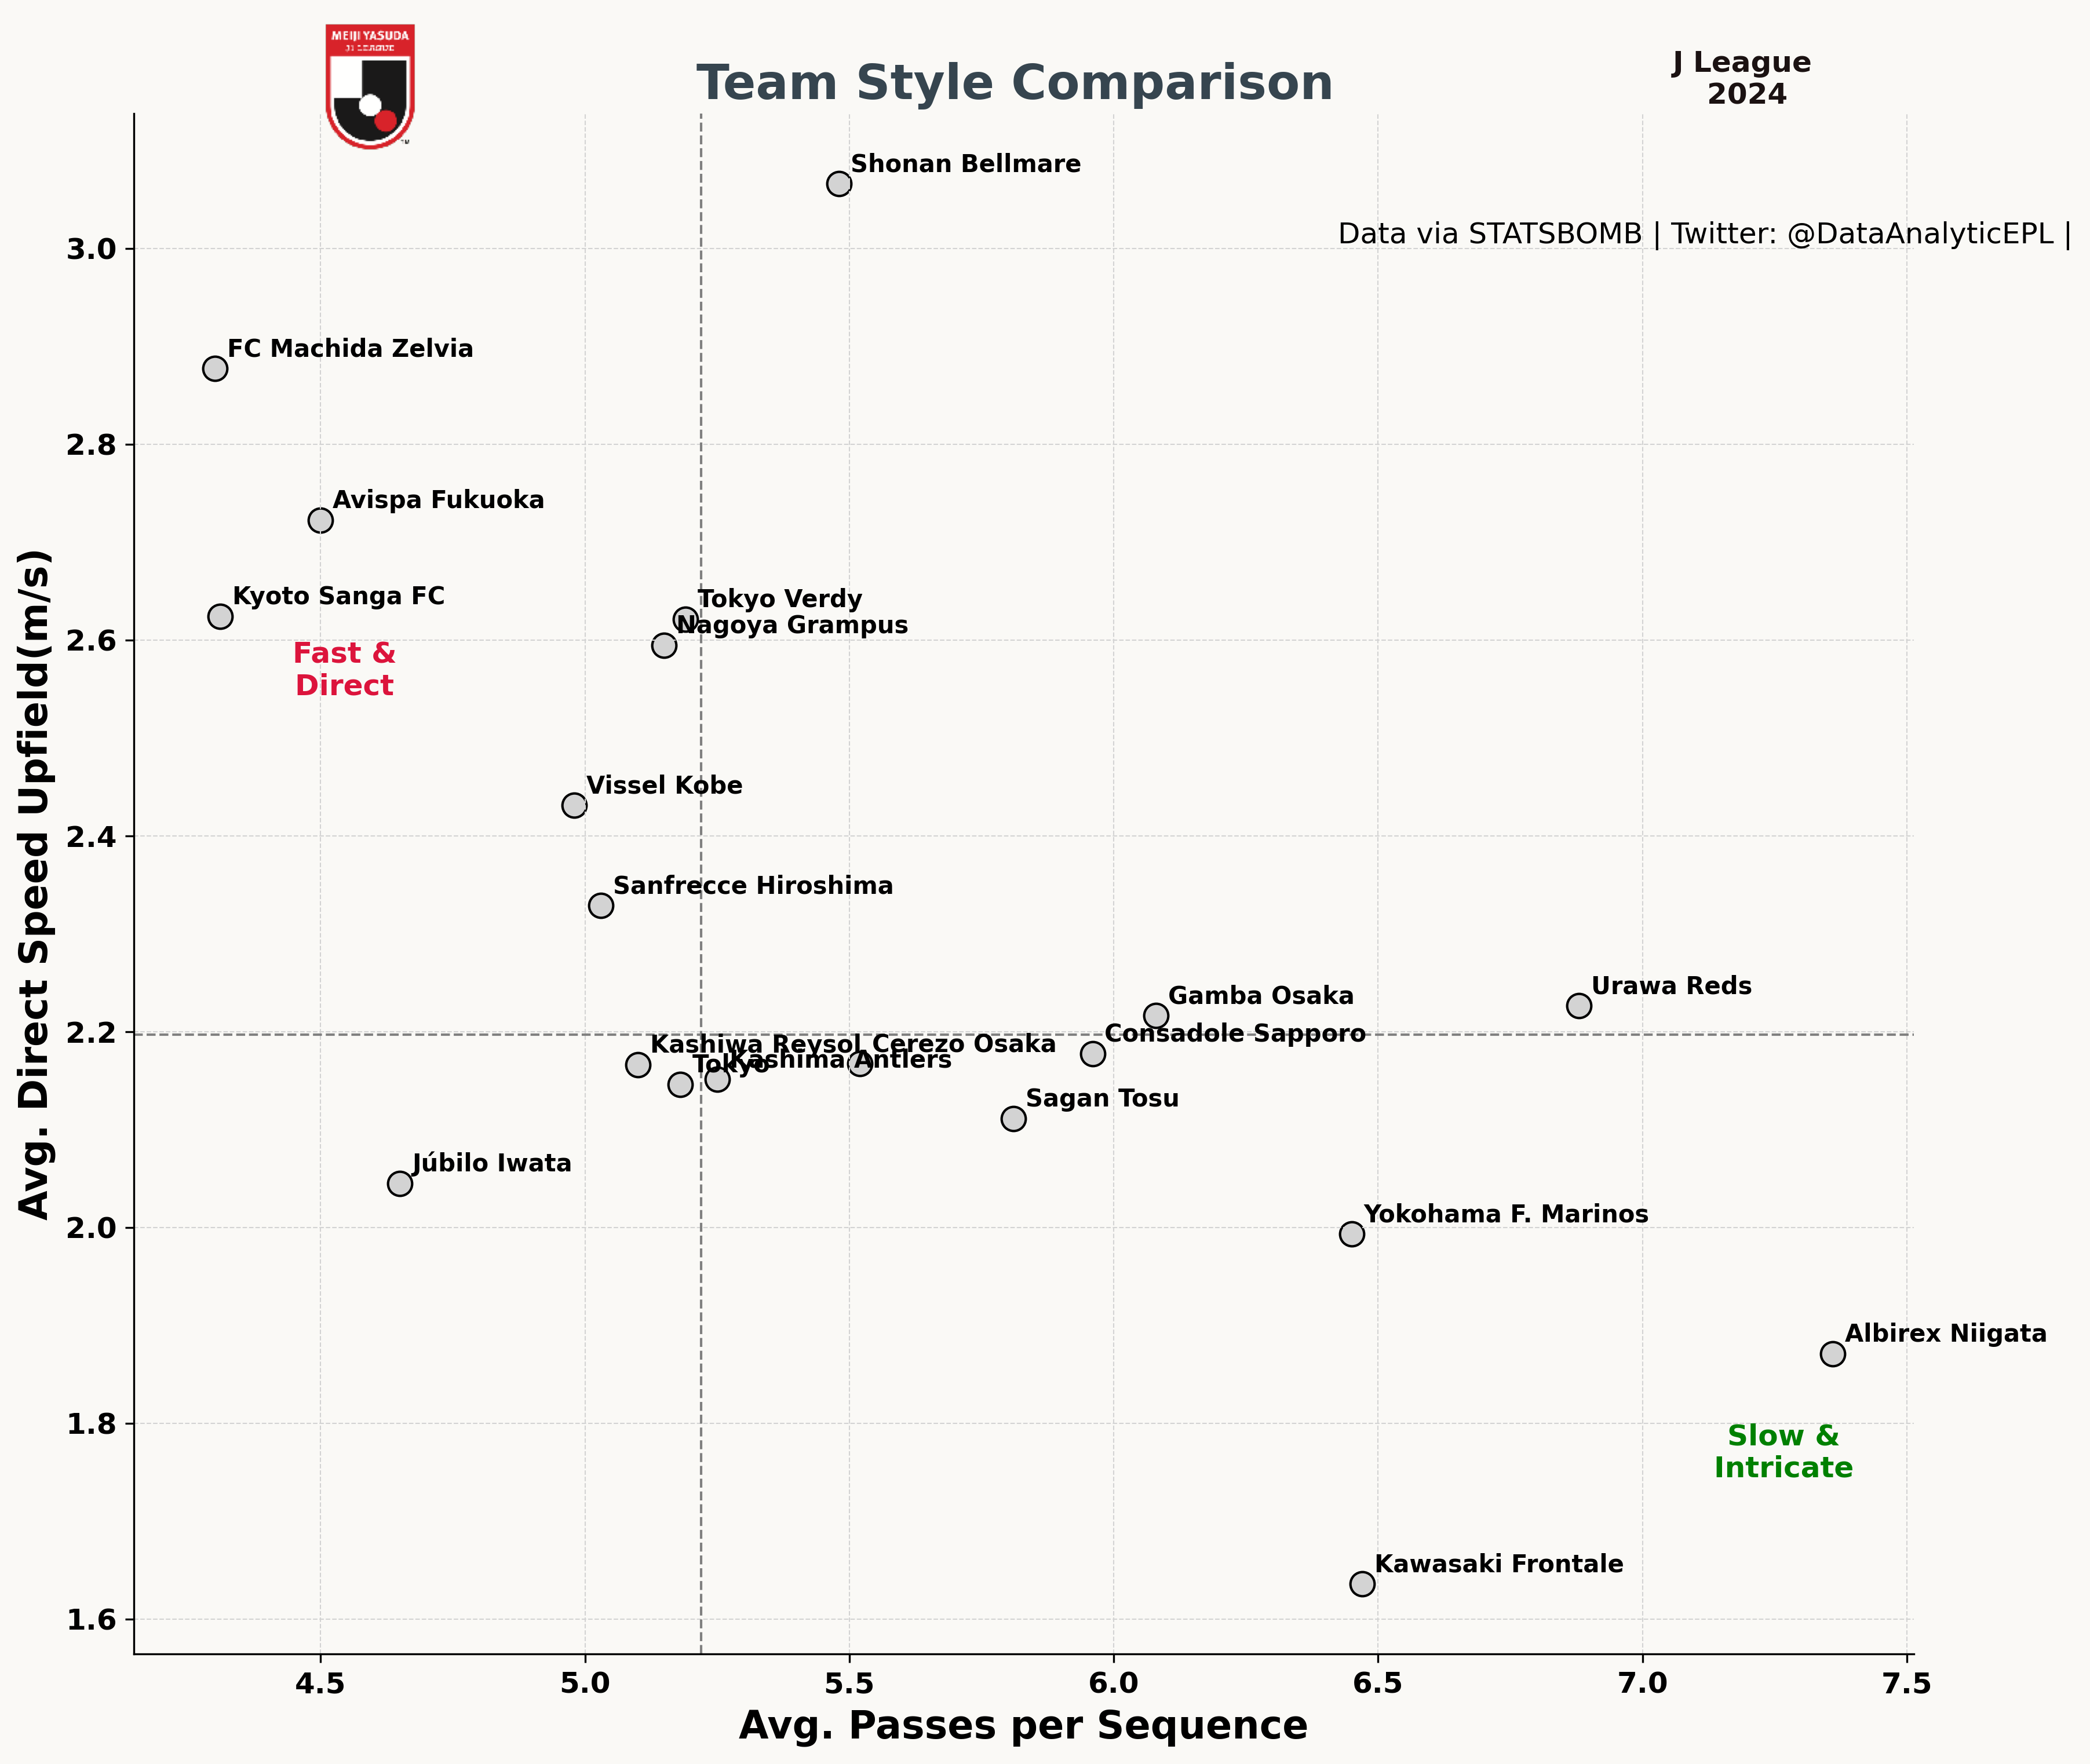 MEIJI YASUDA
J1 LEAGUE
TM
Team Style Comparison
J League
2024
Shonan Bellmare
Data via STATSBOMB | Twitter: @DataAnalyticEPL |
3.0
FC Machida Zelvia
2.8
Avispa Fukuoka
Kyoto Sanga FC
Tokyo Verdy
Nagoya Grampus
2.6
Fast &
Direct
Vissel Kobe
2.4
Sanfrecce Hiroshima
Urawa Reds
Gamba Osaka
2.2
Consadole Sapporo
Kashiwa Reysol
Cerezo Osaka
Kashima Antlers
Tokyo
Sagan Tosu
Júbilo Iwata
2.0
Yokohama F. Marinos
Albirex Niigata
1.8
Slow &
Intricate
Kawasaki Frontale
1.6
Avg. Direct Speed Upfield(m/s)
4.5
5.0
5.5
6.0
6.5
7.0
7.5
Avg. Passes per Sequence